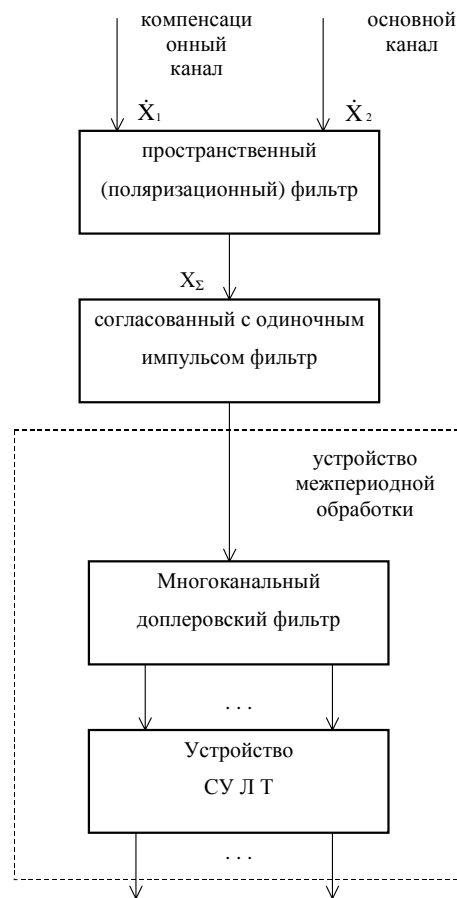 компенсаци
онный
канал
основной
канал
Ẋ₁
Ẋ₂
пространственный
(поляризационный) фильтр
X_Σ
согласованный с одиночным
импульсом фильтр
устройство
межпериодной
обработки
Многоканальный
доплеровский фильтр
. . .
Устройство
СУ Л Т
. . .